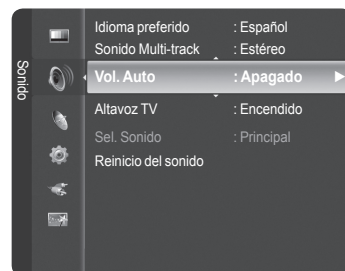 Sonido
Idioma preferido : Español
Sonido Multi-track : Estéreo
Vol. Auto : Apagado
Altavoz TV : Encendido
Sel. Sonido : Principal
Reinicio del sonido